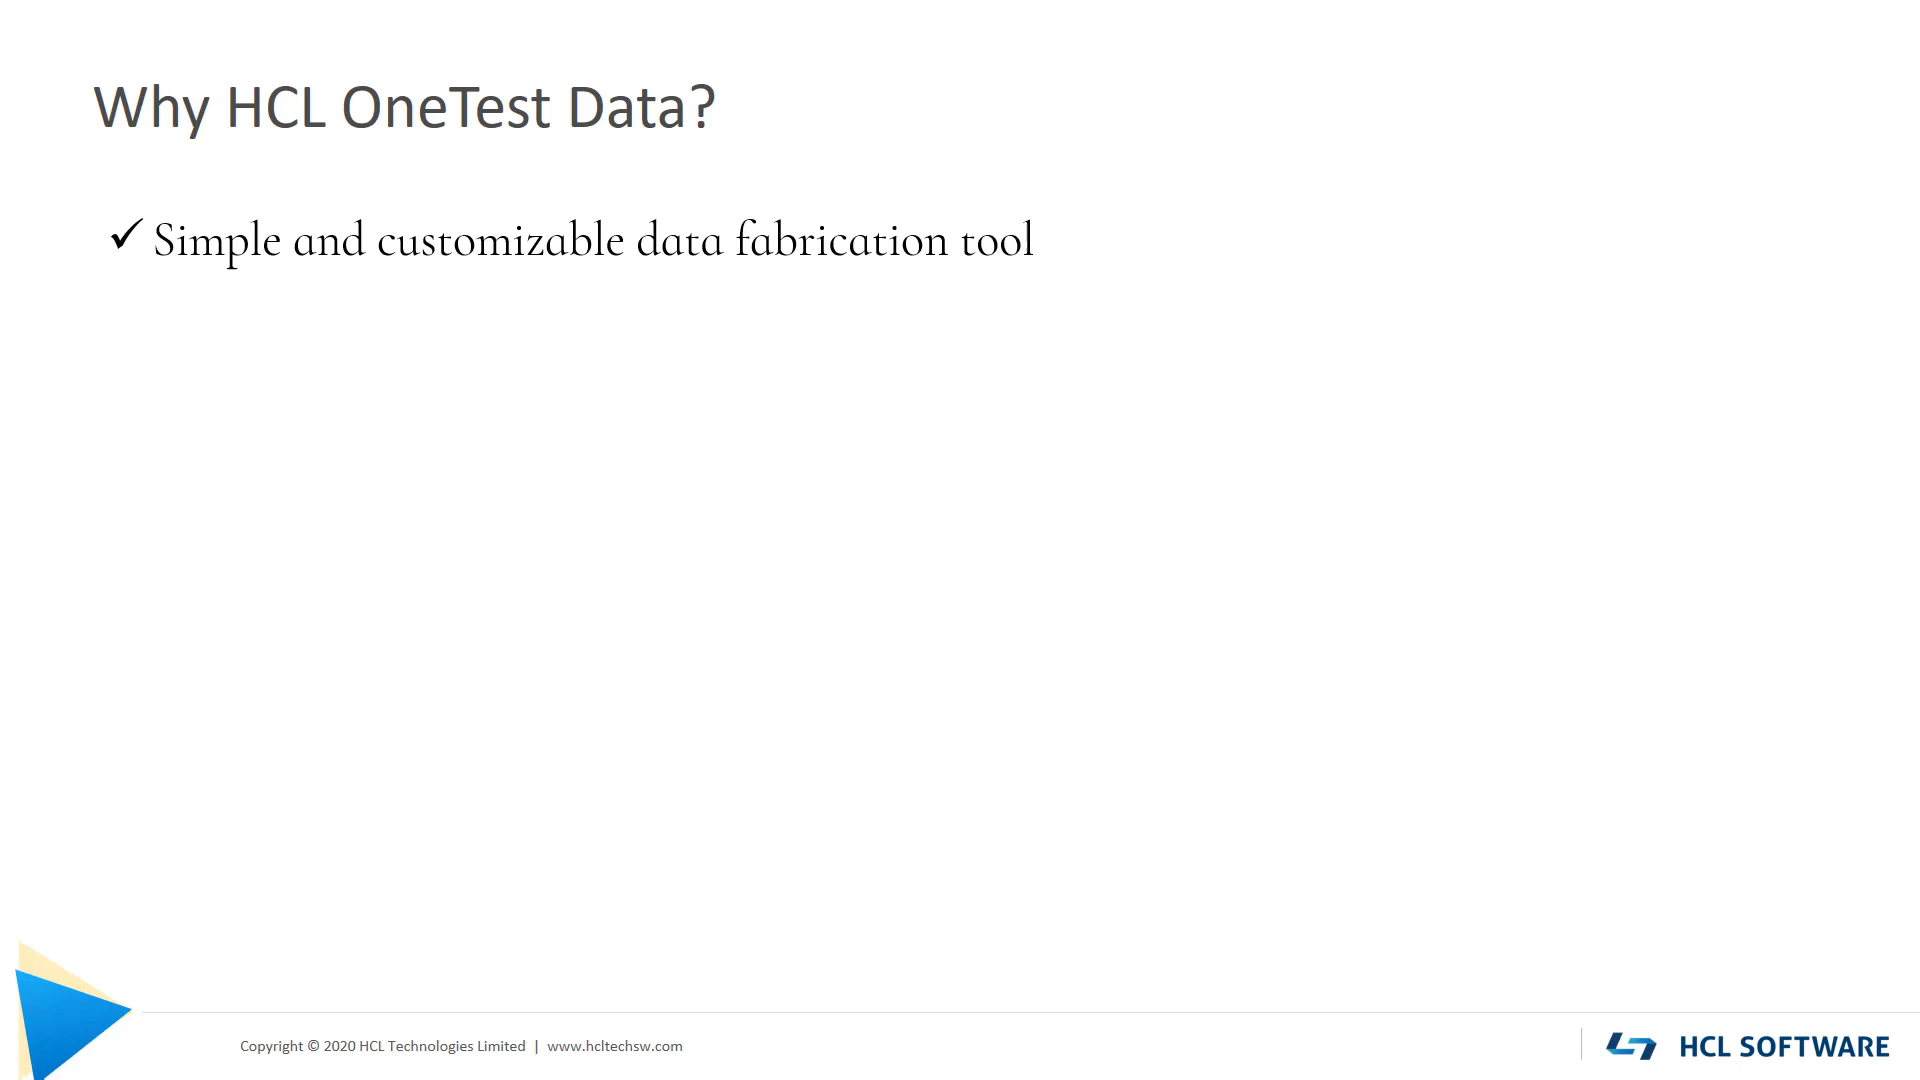 Why HCL OneTest Data?
✓ Simple and customizable data fabrication tool
Copyright © 2020 HCL Technologies Limited | www.hcltechsw.com
HCL SOFTWARE